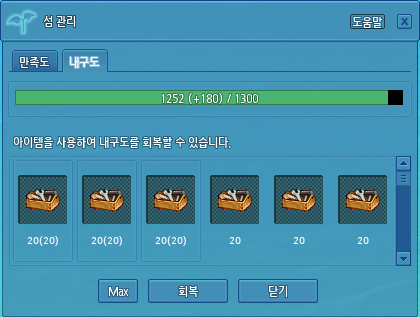 섬 관리
도움말
만족도
내구도
1252 (+180) / 1300
아이템을 사용하여 내구도를 회복할 수 있습니다.
20(20) 20(20) 20(20) 20 20 20
Max 회복 닫기